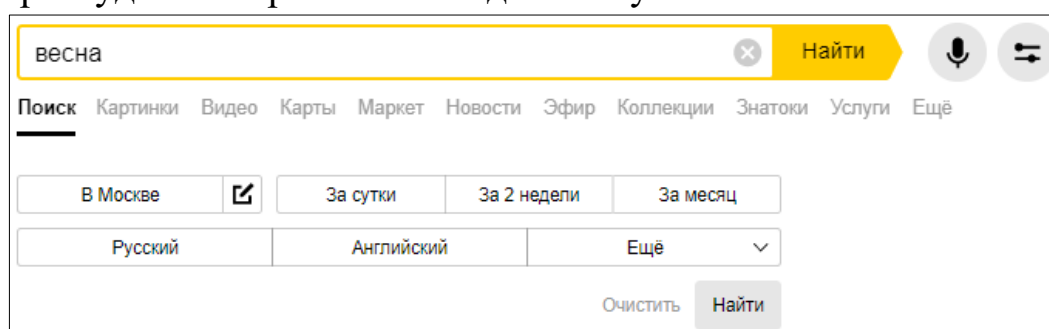 весна Найти
Поиск Картинки Видео Карты Маркет Новости Эфир Коллекции Знатоки Услуги Ещё
В Москве За сутки За 2 недели За месяц
Русский Английский Ещё
Очистить Найти